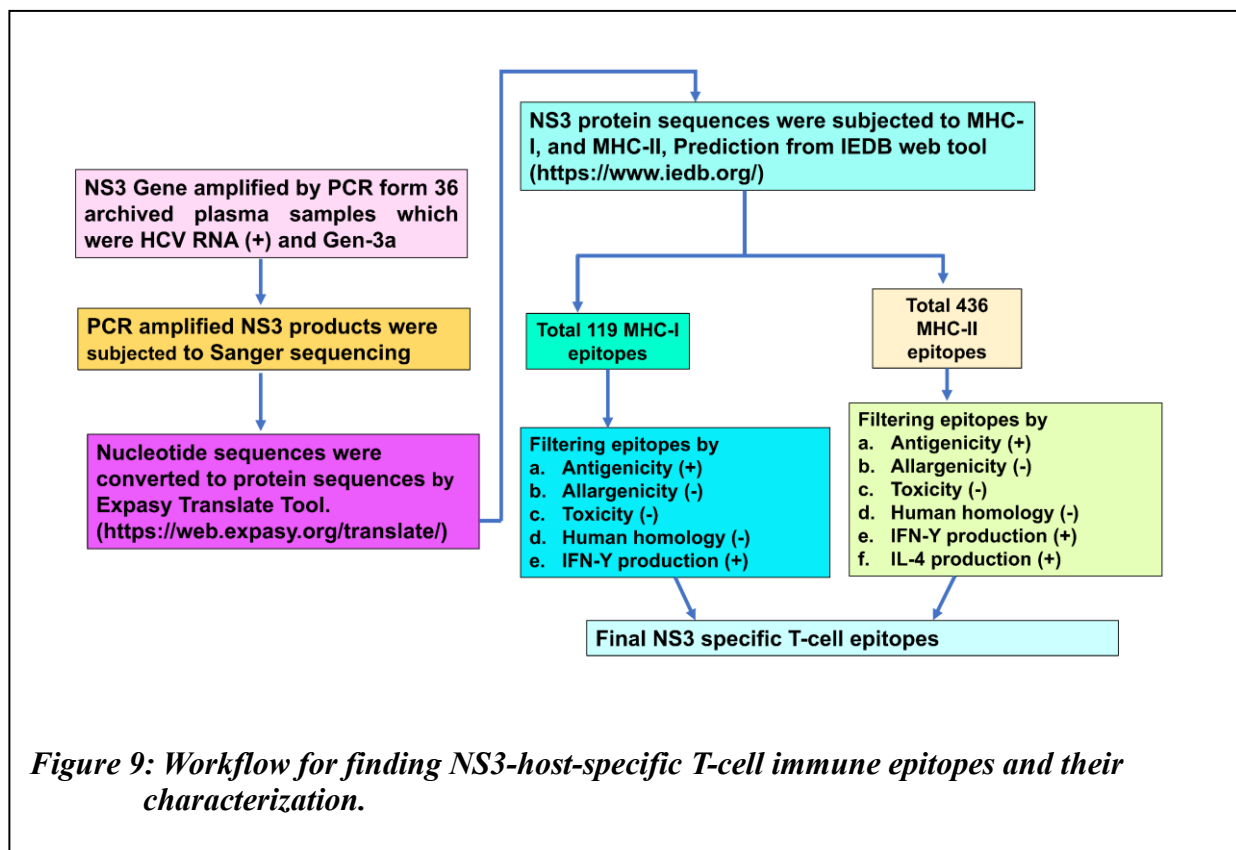 NS3 Gene amplified by PCR form 36
archived plasma samples which
were HCV RNA (+) and Gen-3a
PCR amplified NS3 products were
subjected to Sanger sequencing
Nucleotide sequences were
converted to protein sequences by
Expasy Translate Tool.
(https://web.expasy.org/translate/)
NS3 protein sequences were subjected to MHC-
I, and MHC-II, Prediction from IEDB web tool
(https://www.iedb.org/)
Total 119 MHC-I
epitopes
Total 436
MHC-II
epitopes
Filtering epitopes by
a. Antigenicity (+)
b. Allargenicity (-)
c. Toxicity (-)
d. Human homology (-)
e. IFN-Y production (+)
Filtering epitopes by
a. Antigenicity (+)
b. Allargenicity (-)
c. Toxicity (-)
d. Human homology (-)
e. IFN-Y production (+)
f. IL-4 production (+)
Final NS3 specific T-cell epitopes
Figure 9: Workflow for finding NS3-host-specific T-cell immune epitopes and their
characterization.